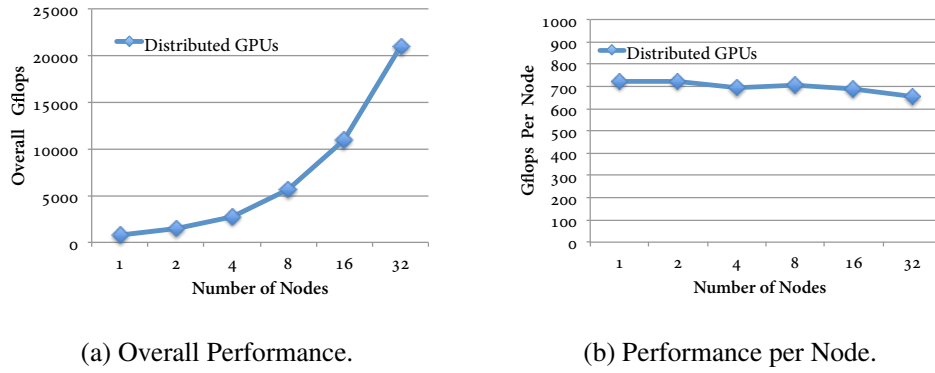 25000
20000
15000
10000
5000
0
Overall Gflops
Distributed GPUs
1 2 4 8 16 32
Number of Nodes
(a) Overall Performance.
1000
900
800
700
600
500
400
300
200
100
0
Gflops Per Node
Distributed GPUs
1 2 4 8 16 32
Number of Nodes
(b) Performance per Node.